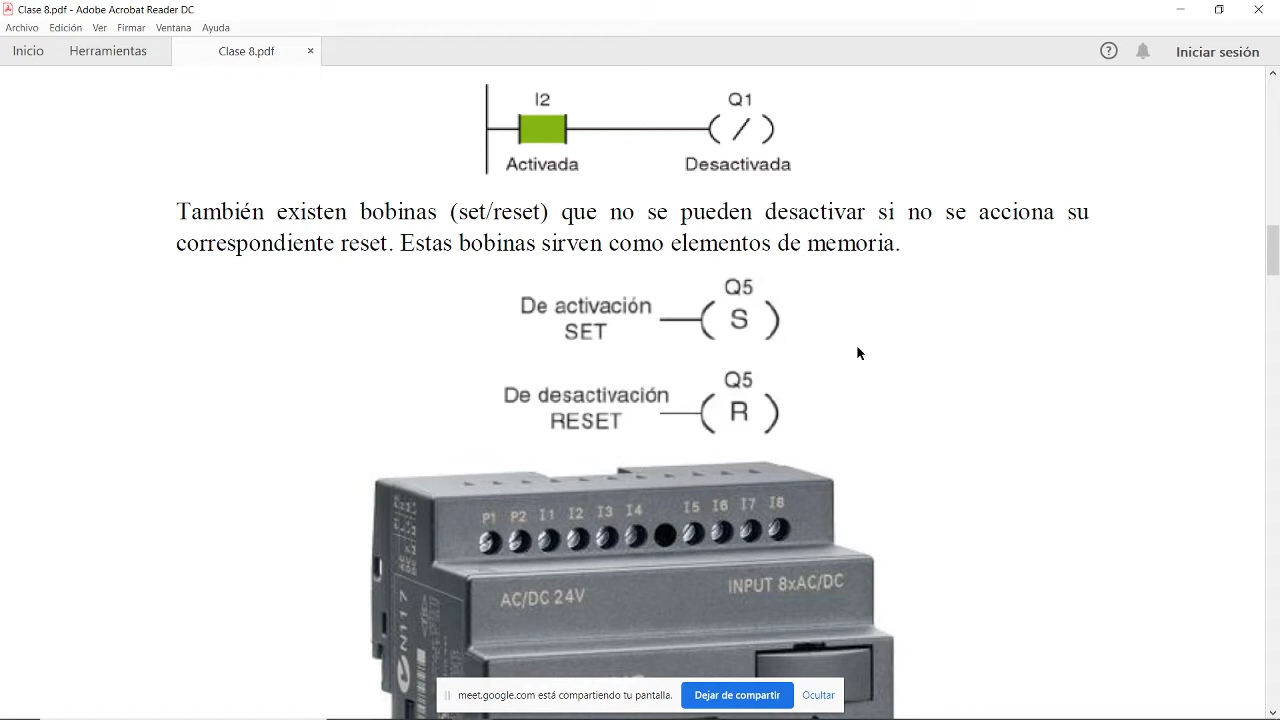 Clase 8.pdf - Adobe Acrobat Reader DC
Archivo Edición Ver Firmar Ventana Ayuda
Inicio Herramientas Clase 8.pdf × Iniciar sesión
I2 Q1
Activada Desactivada
También existen bobinas (set/reset) que no se pueden desactivar si no se acciona su
correspondiente reset. Estas bobinas sirven como elementos de memoria.
Q5
De activación
SET
S
Q5
De desactivación
RESET
R
P1 P2 I1 I2 I3 I4 I5 I6 I7 I8
AC/DC 24V INPUT 8xAC/DC
N117
meet.google.com está compartiendo tu pantalla. Dejar de compartir Ocultar